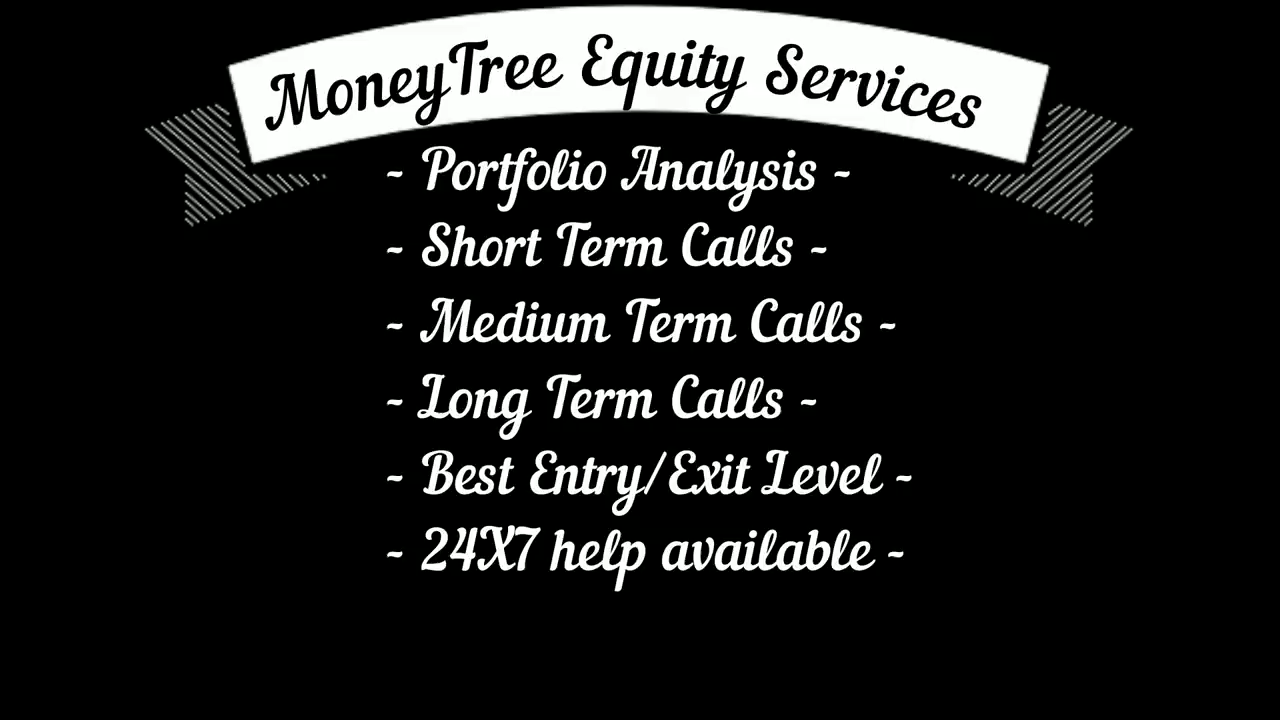 MoneyTree Equity Services
- Portfolio Analysis -
- Short Term Calls -
- Medium Term Calls -
- Long Term Calls -
- Best Entry/Exit Level -
- 24X7 help available -